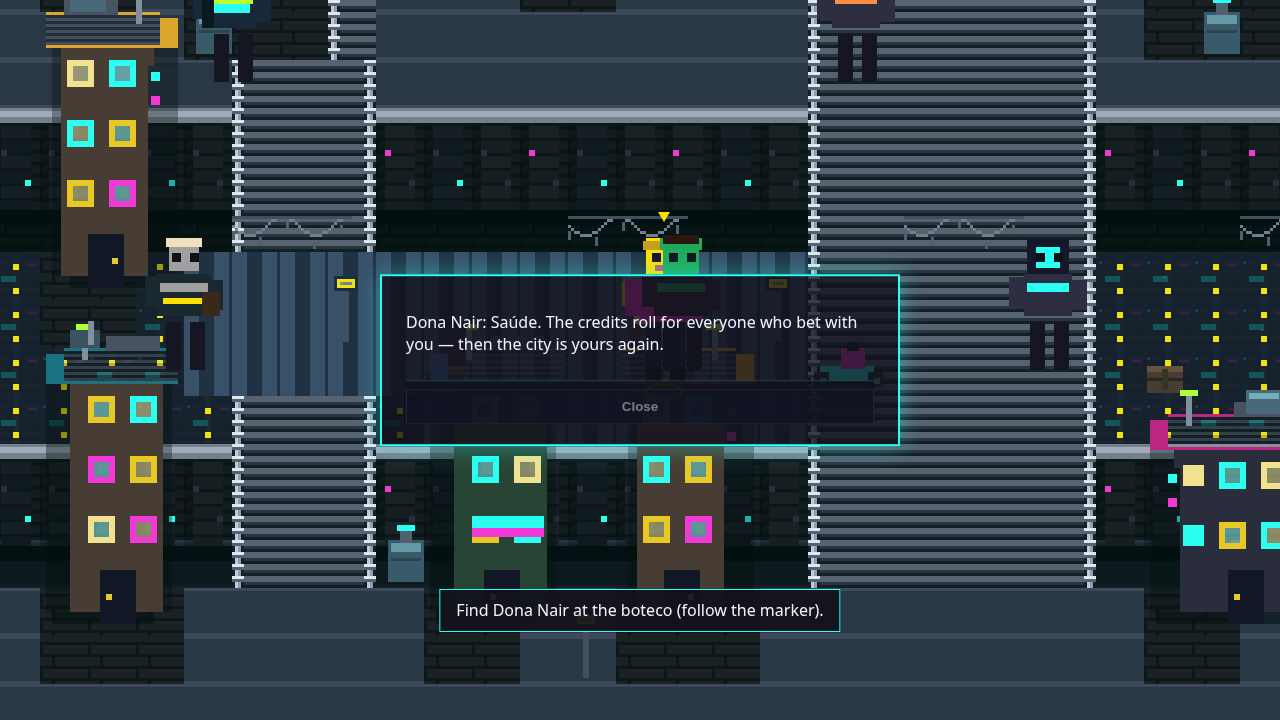 Dona Nair: Saúde. The credits roll for everyone who bet with
you — then the city is yours again.
Close
Find Dona Nair at the boteco (follow the marker).